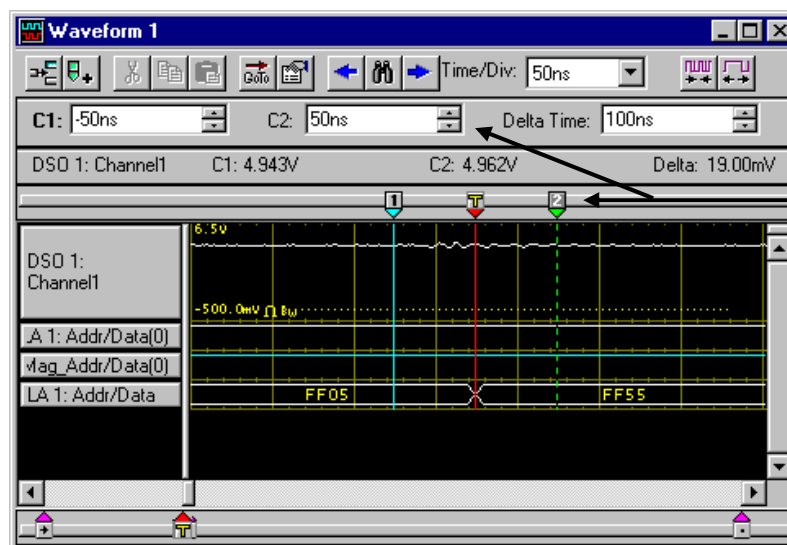 Waveform 1
GoTo Time/Div: 50ns
C1: -50ns C2: 50ns Delta Time: 100ns
DSO 1: Channel1 C1: 4.943V C2: 4.962V Delta: 19.00mV
1 T 2
6.5V
DSO 1:
Channel1
-500.0mV Bw
.A 1: Addr/Data(0)
Mag_Addr/Data(0)
LA 1: Addr/Data FF05 FF55
T